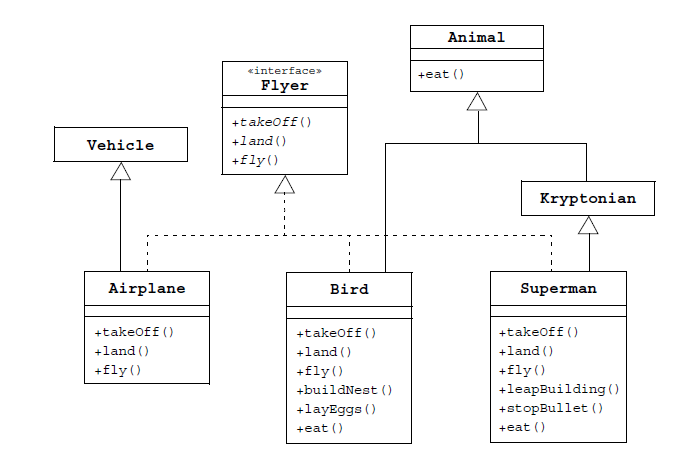 Animal
+eat()
«interface»
Flyer
+takeOff()
+land()
+fly()
Vehicle
Kryptonian
Airplane
+takeOff()
+land()
+fly()
Bird
+takeOff()
+land()
+fly()
+buildNest()
+layEggs()
+eat()
Superman
+takeOff()
+land()
+fly()
+leapBuilding()
+stopBullet()
+eat()